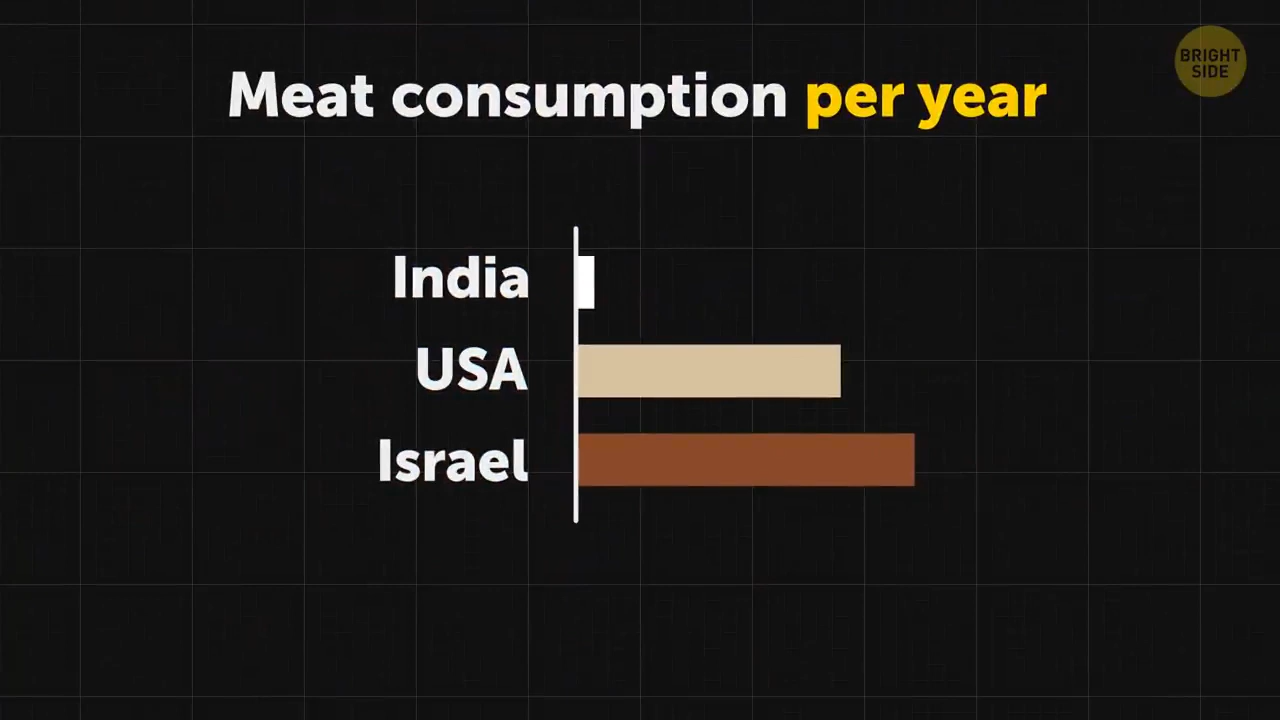 BRIGHT
SIDE
Meat consumption per year
India
USA
Israel